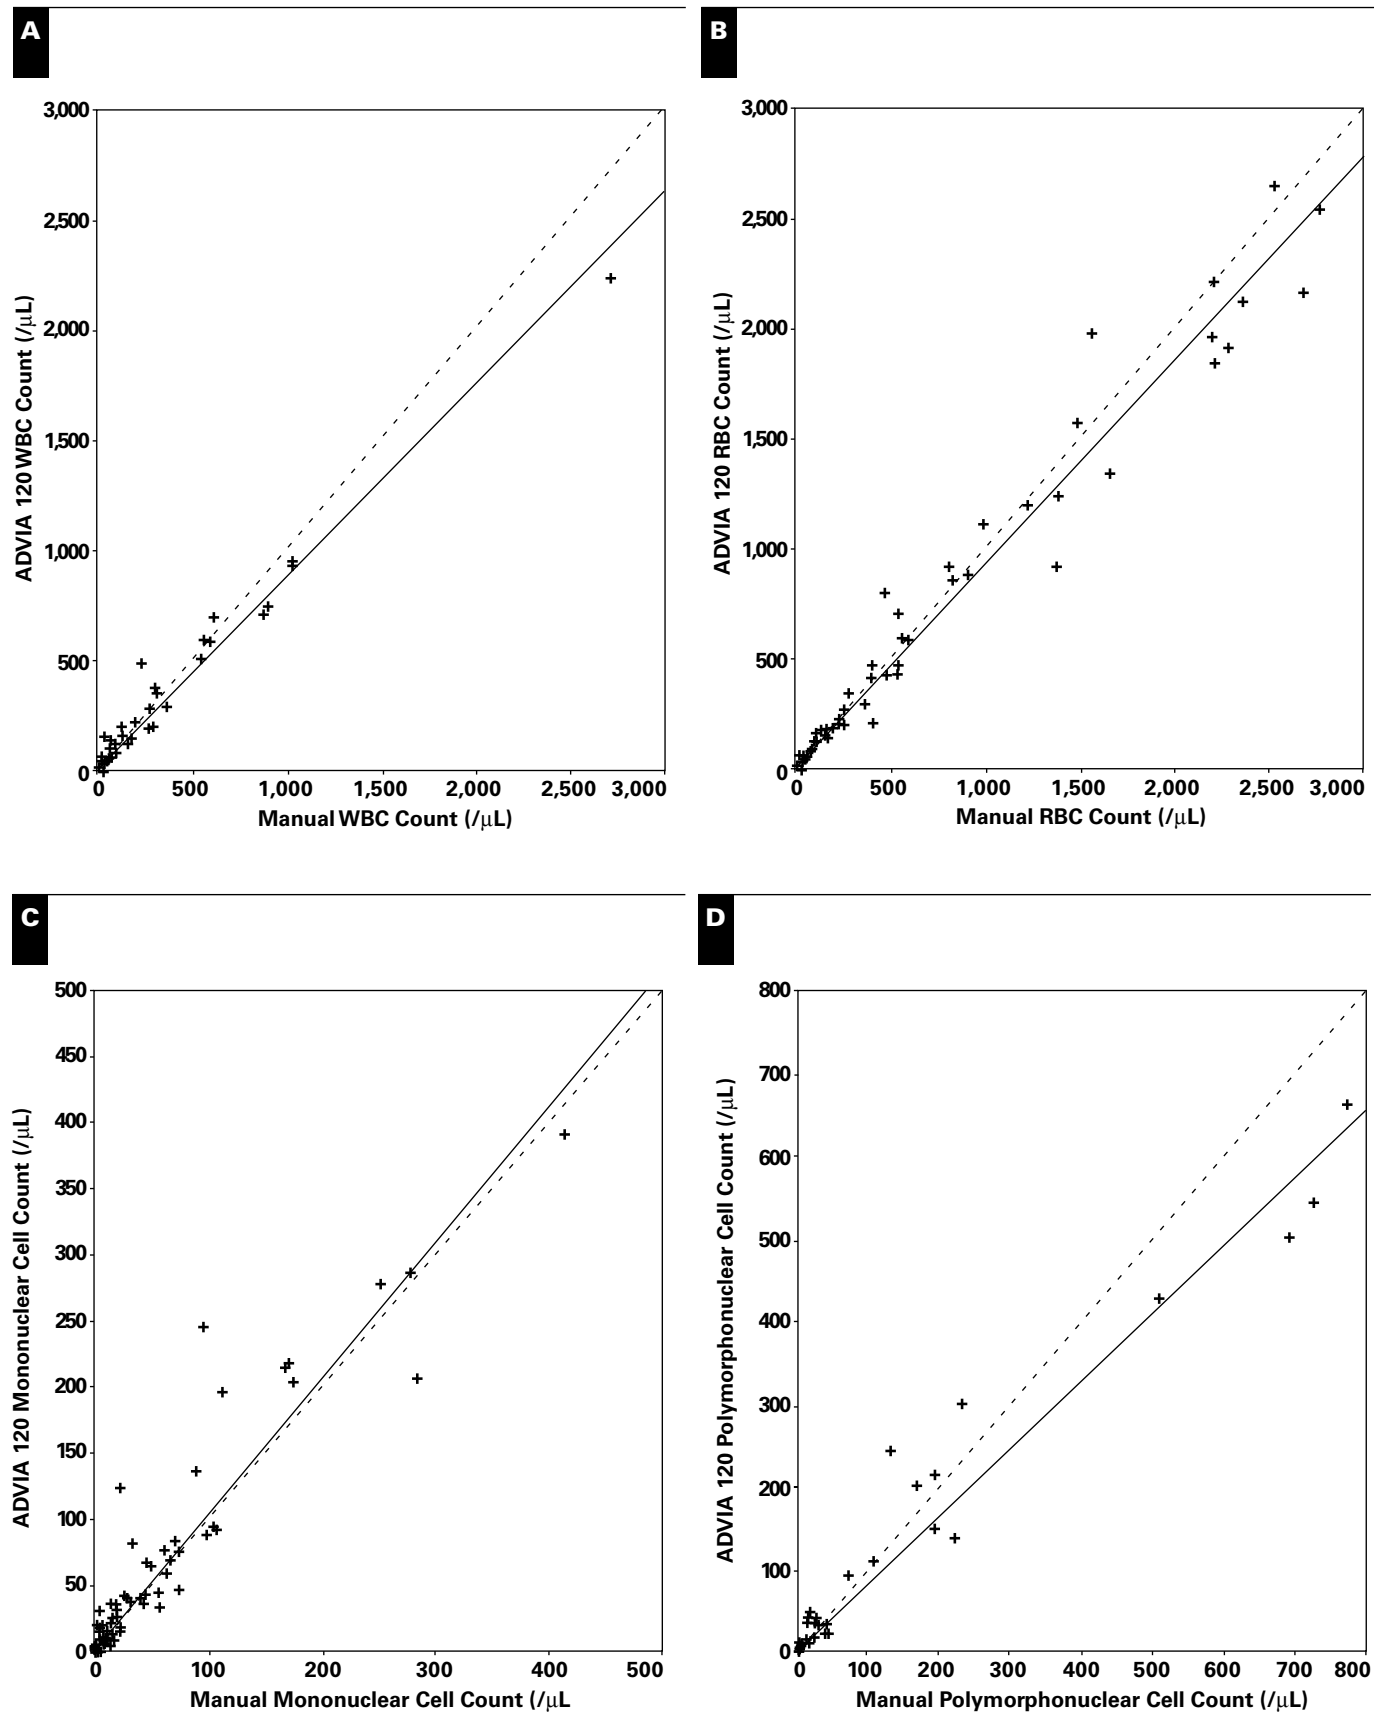 A
3,000
2,500
2,000
1,500
1,000
500
0
ADVIA 120 WBC Count (/μL)
0 500 1,000 1,500 2,000 2,500 3,000
Manual WBC Count (/μL)
B
3,000
2,500
2,000
1,500
1,000
500
0
ADVIA 120 RBC Count (/μL)
0 500 1,000 1,500 2,000 2,500 3,000
Manual RBC Count (/μL)
C
500
450
400
350
300
250
200
150
100
50
0
ADVIA 120 Mononuclear Cell Count (/μL)
0 100 200 300 400 500
Manual Mononuclear Cell Count (/μL
D
800
700
600
500
400
300
200
100
0
ADVIA 120 Polymorphonuclear Cell Count (/μL)
0 100 200 300 400 500 600 700 800
Manual Polymorphonuclear Cell Count (/μL)